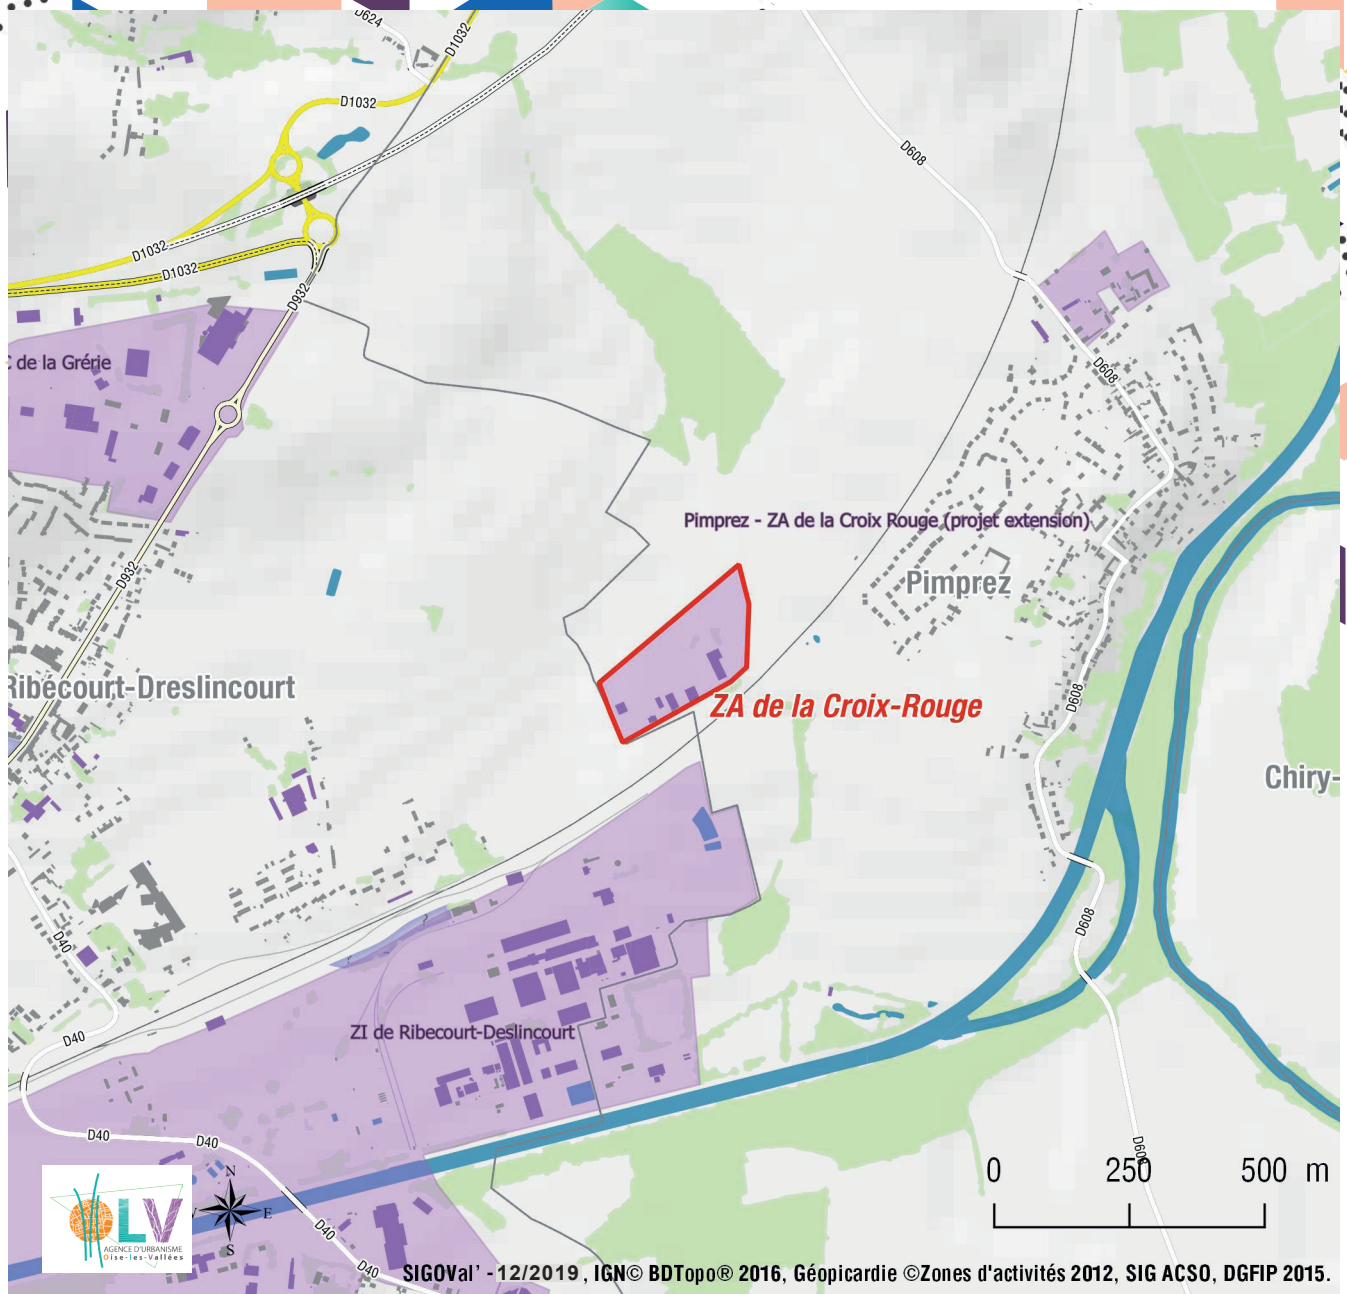 D624
D1032
D1032
D608
D1032
D1032
D932
de la Grérie
D608
Pimprez - ZA de la Croix Rouge (projet extension)
D932
Pimprez
Ribécourt-Dreslincourt
D608
ZA de la Croix-Rouge
Chiry-
D40
D608
ZI de Ribecourt-Deslincourt
D40
D40
D40
D608
0 250 500 m
N
E
S
OLV
AGENCE D'URBANISME
Oise-les-Vallées
D40
D40
SIGOVal' - 12/2019, IGN© BDTopo® 2016, Géopicardie ©Zones d'activités 2012, SIG ACSO, DGFIP 2015.